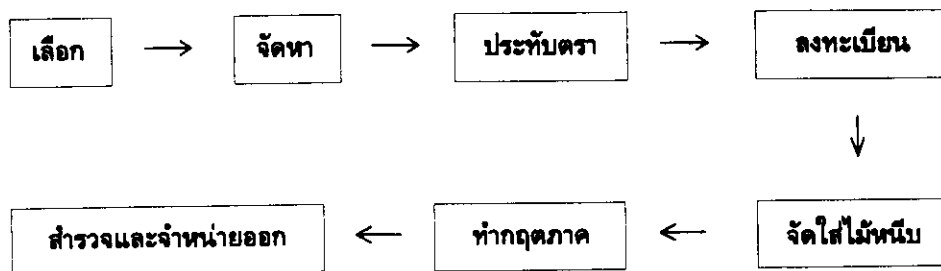 เลือก
จัดหา
ประทับตรา
ลงทะเบียน
จัดใส่ไม้หนีบ
ทำกฤตภาค
สำรวจและจำหน่ายออก